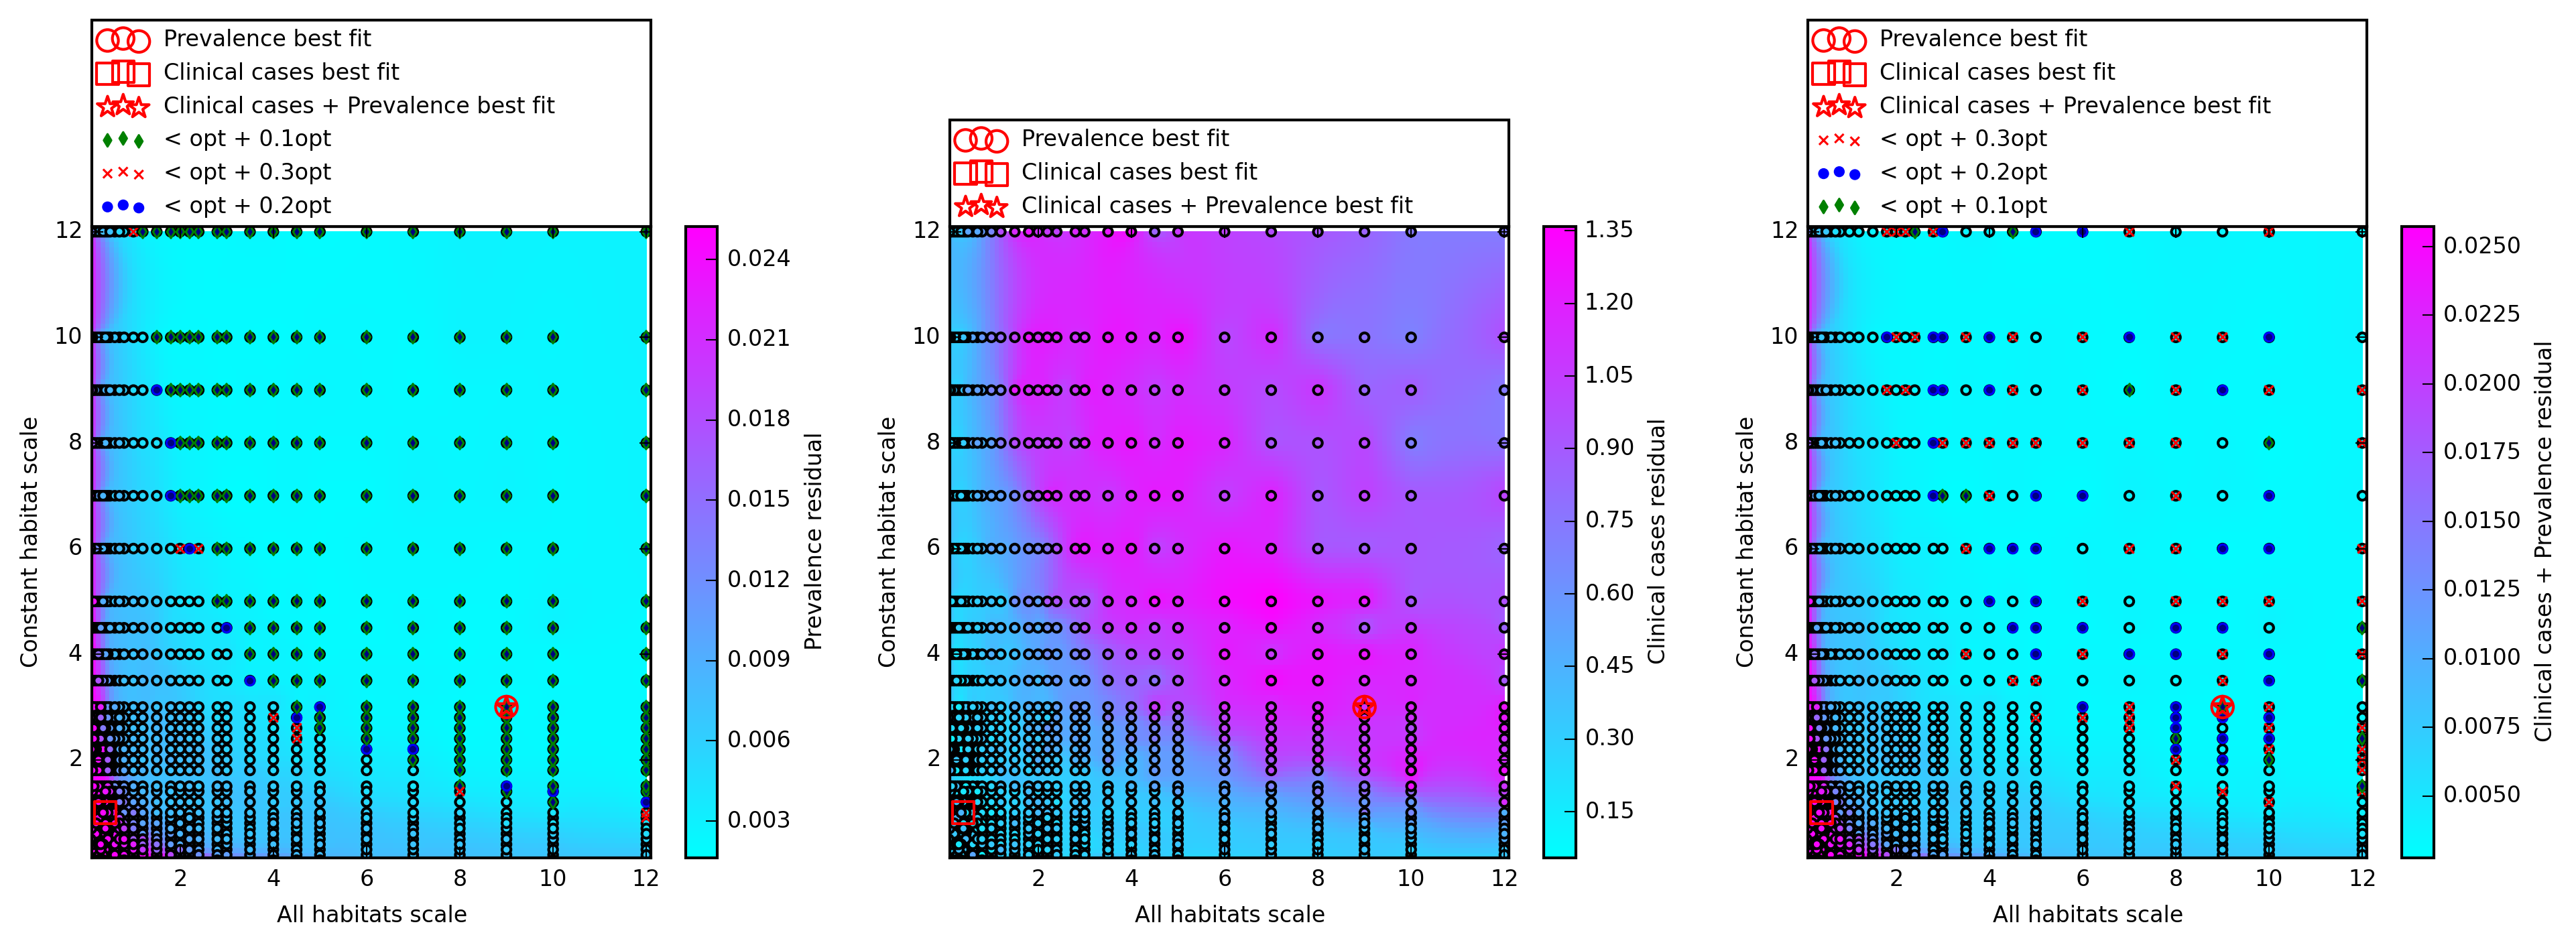 Prevalence best fit
Clinical cases best fit
Clinical cases + Prevalence best fit
< opt + 0.1opt
< opt + 0.3opt
< opt + 0.2opt
12
10
8
6
4
2
Constant habitat scale
2 4 6 8 10 12
All habitats scale
0.024
0.021
0.018
0.015
0.012
0.009
0.006
0.003
Prevalence residual
Prevalence best fit
Clinical cases best fit
Clinical cases + Prevalence best fit
12
10
8
6
4
2
Constant habitat scale
2 4 6 8 10 12
All habitats scale
1.35
1.20
1.05
0.90
0.75
0.60
0.45
0.30
0.15
Clinical cases residual
Prevalence best fit
Clinical cases best fit
Clinical cases + Prevalence best fit
< opt + 0.3opt
< opt + 0.2opt
< opt + 0.1opt
12
10
8
6
4
2
Constant habitat scale
2 4 6 8 10 12
All habitats scale
0.0250
0.0225
0.0200
0.0175
0.0150
0.0125
0.0100
0.0075
0.0050
Clinical cases + Prevalence residual